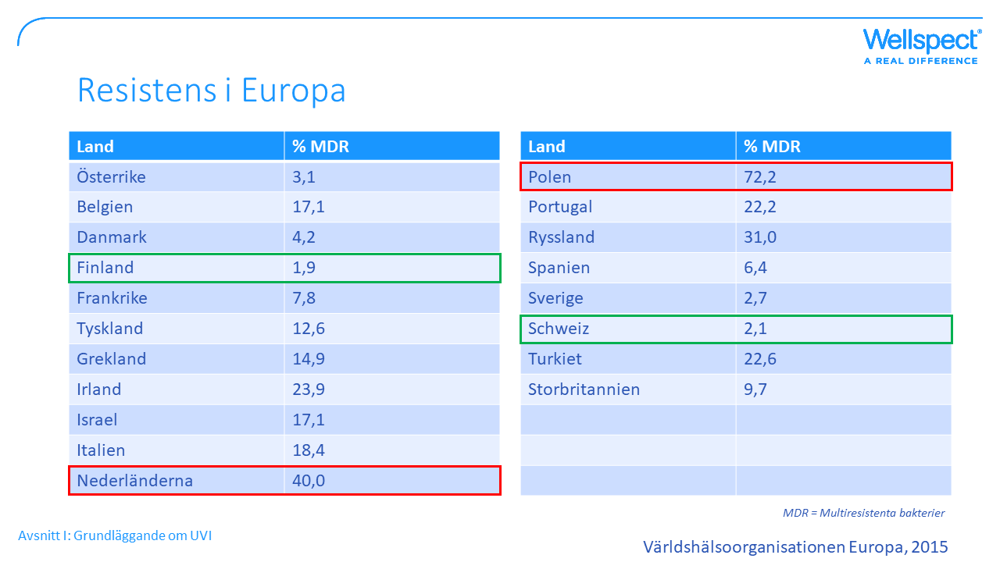 Wellspect®
A REAL DIFFERENCE
Resistens i Europa
Land % MDR
Österrike 3,1
Belgien 17,1
Danmark 4,2
Finland 1,9
Frankrike 7,8
Tyskland 12,6
Grekland 14,9
Irland 23,9
Israel 17,1
Italien 18,4
Nederländerna 40,0
Land % MDR
Polen 72,2
Portugal 22,2
Ryssland 31,0
Spanien 6,4
Sverige 2,7
Schweiz 2,1
Turkiet 22,6
Storbritannien 9,7
MDR = Multiresistenta bakterier
Avsnitt I: Grundläggande om UVI
Världshälsoorganisationen Europa, 2015